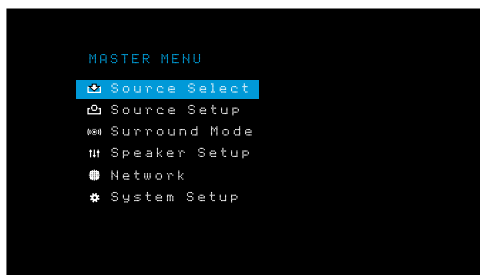 MASTER MENU
Source Select
Source Setup
Surround Mode
Speaker Setup
Network
System Setup